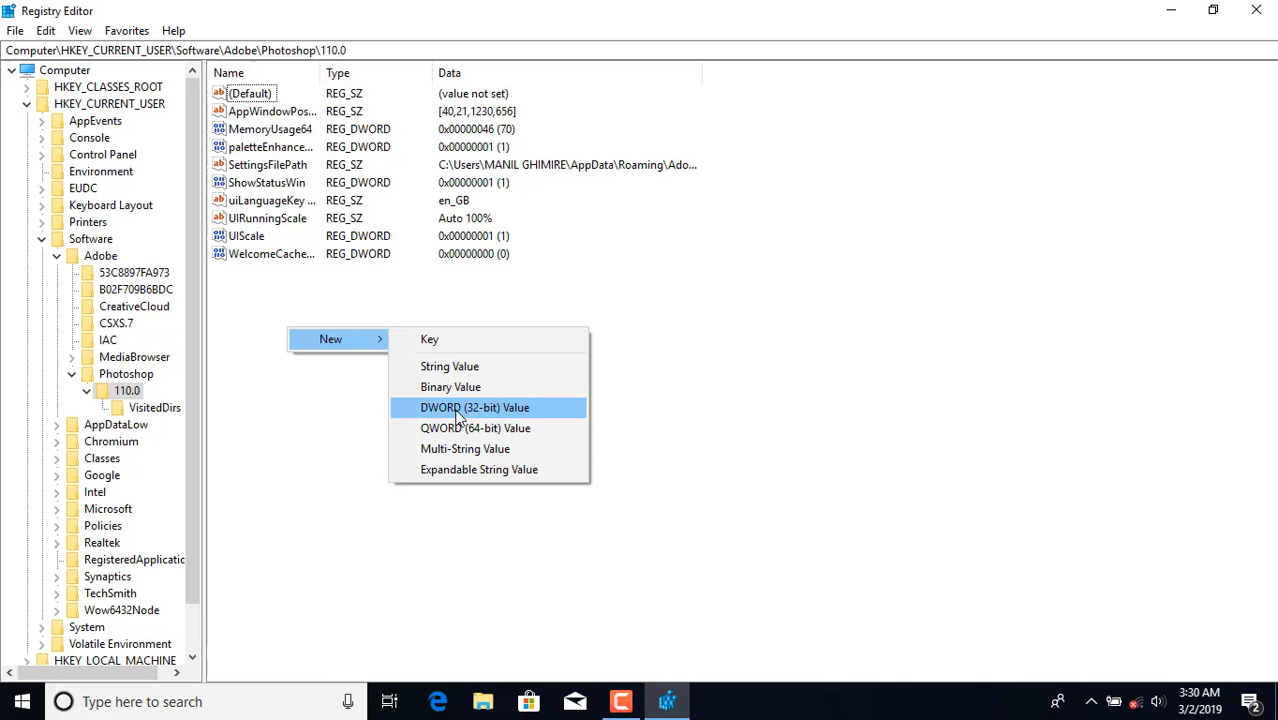 Registry Editor
File Edit View Favorites Help
Computer\HKEY_CURRENT_USER\Software\Adobe\Photoshop\110.0
Computer
HKEY_CLASSES_ROOT
HKEY_CURRENT_USER
AppEvents
Console
Control Panel
Environment
EUDC
Keyboard Layout
Printers
Software
Adobe
53C8897FA973
B02F709B6BDC
CreativeCloud
CSXS.7
IAC
MediaBrowser
Photoshop
110.0
VisitedDirs
AppDataLow
Chromium
Classes
Google
Intel
Microsoft
Policies
Realtek
RegisteredApplicatic
Synaptics
TechSmith
Wow6432Node
System
Volatile Environment
HKEY_LOCAL_MACHINE
Name Type Data
(Default) REG_SZ (value not set)
AppWindowPos... REG_SZ [40,21,1230,656]
MemoryUsage64 REG_DWORD 0x00000046 (70)
paletteEnhance... REG_DWORD 0x00000001 (1)
SettingsFilePath REG_SZ C:\Users\MANIL GHIMIRE\AppData\Roaming\Ado...
ShowStatusWin REG_DWORD 0x00000001 (1)
uiLanguageKey ... REG_SZ en_GB
UIRunningScale REG_SZ Auto 100%
UIScale REG_DWORD 0x00000001 (1)
WelcomeCache... REG_DWORD 0x00000000 (0)
New
Key
String Value
Binary Value
DWORD (32-bit) Value
QWORD (64-bit) Value
Multi-String Value
Expandable String Value
Type here to search
3:30 AM
3/2/2019
2